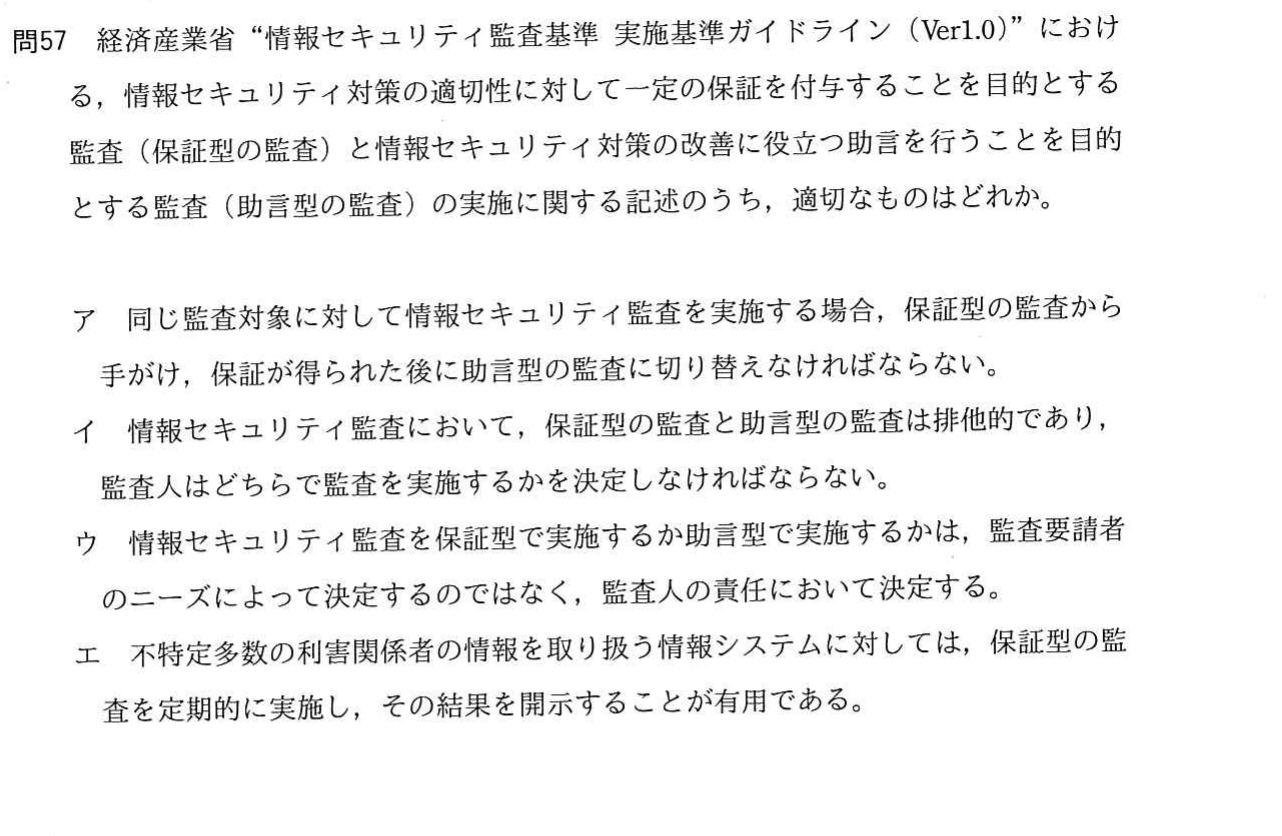 問57 経済産業省“情報セキュリティ監査基準 実施基準ガイドライン（Ver1.0）”におけ
る，情報セキュリティ対策の適切性に対して一定の保証を付与することを目的とする
監査（保証型の監査）と情報セキュリティ対策の改善に役立つ助言を行うことを目的
とする監査（助言型の監査）の実施に関する記述のうち，適切なものはどれか。
ア 同じ監査対象に対して情報セキュリティ監査を実施する場合，保証型の監査から
手がけ，保証が得られた後に助言型の監査に切り替えなければならない。
イ 情報セキュリティ監査において，保証型の監査と助言型の監査は排他的であり，
監査人はどちらで監査を実施するかを決定しなければならない。
ウ 情報セキュリティ監査を保証型で実施するか助言型で実施するかは，監査要請者
のニーズによって決定するのではなく，監査人の責任において決定する。
エ 不特定多数の利害関係者の情報を取り扱う情報システムに対しては，保証型の監
査を定期的に実施し，その結果を開示することが有用である。